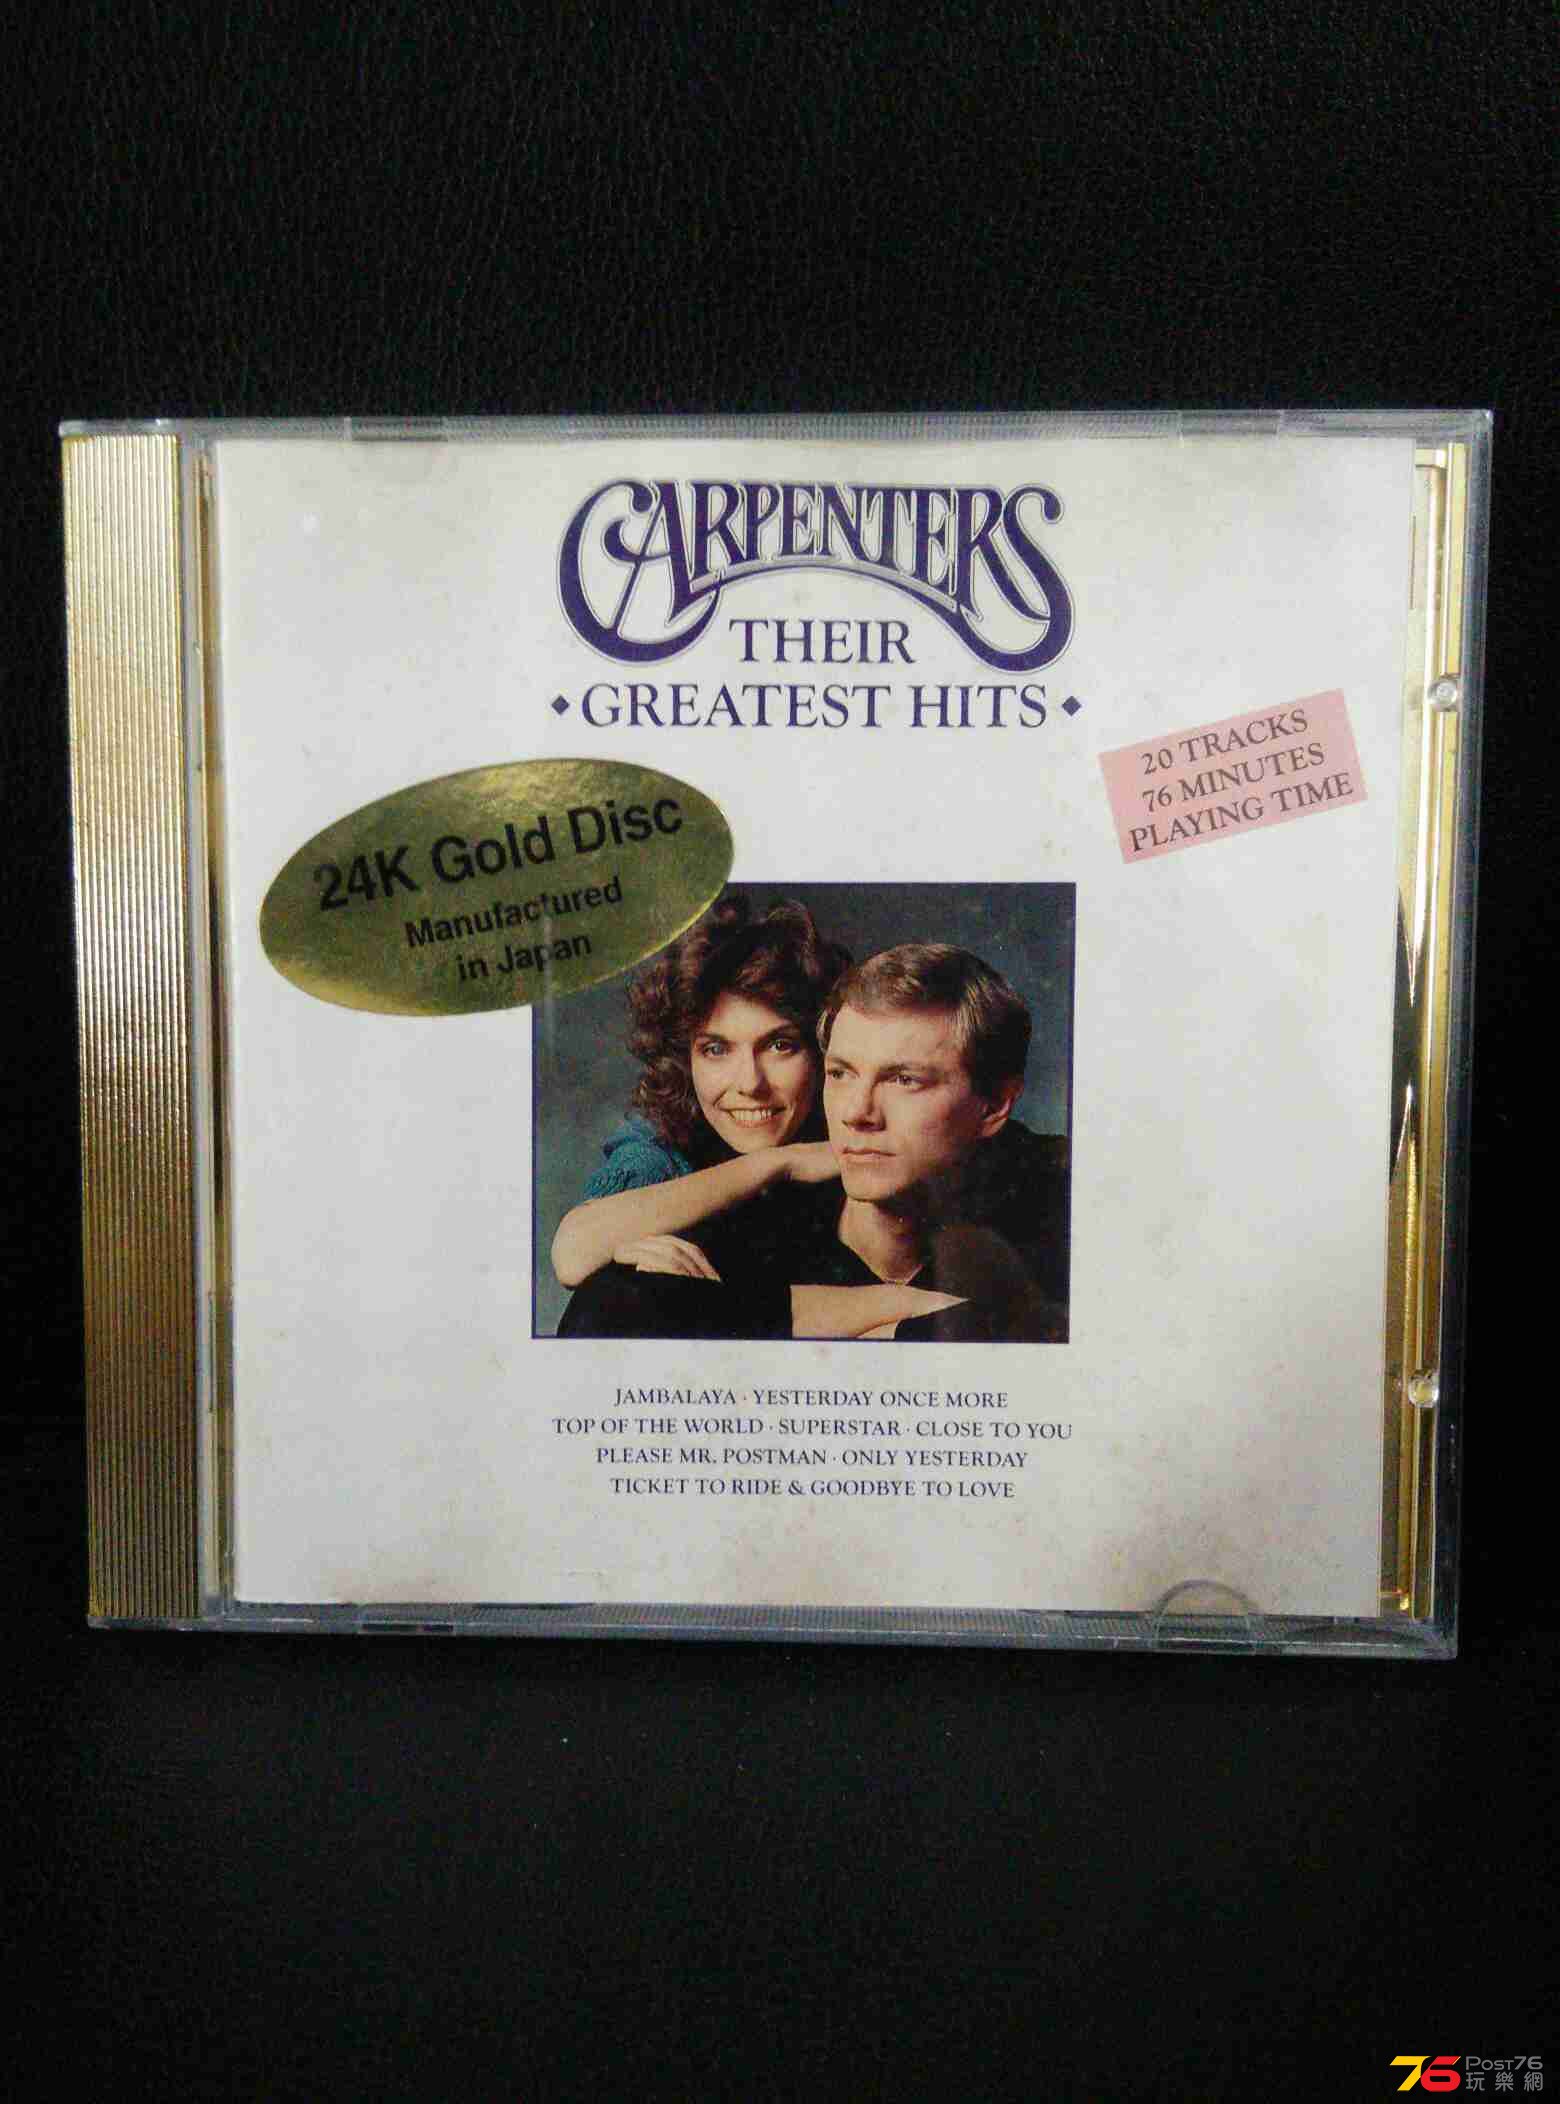 CARPENTERS
THEIR
◆ GREATEST HITS ◆
20 TRACKS
76 MINUTES
PLAYING TIME
24K Gold Disc
Manufactured
in Japan
JAMBALAYA · YESTERDAY ONCE MORE
TOP OF THE WORLD · SUPERSTAR · CLOSE TO YOU
PLEASE MR. POSTMAN · ONLY YESTERDAY
TICKET TO RIDE & GOODBYE TO LOVE
76 POST76
玩樂網